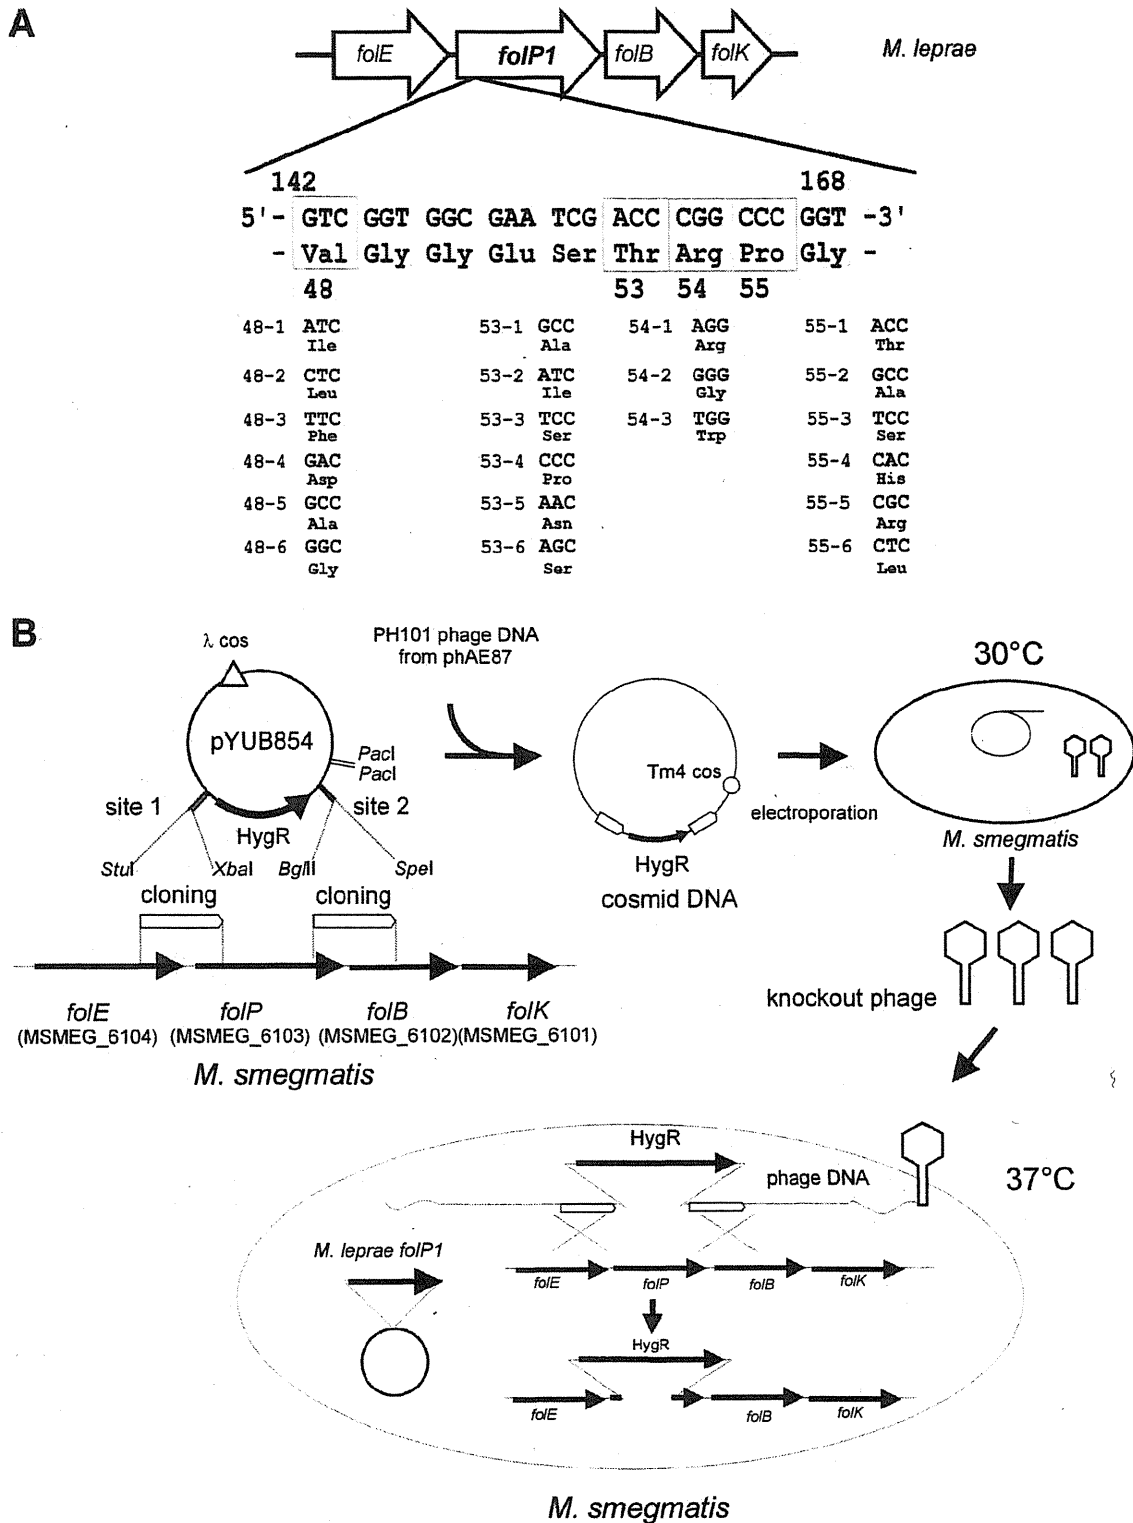 A
folE folP1 folB folK M. leprae
142 168
5'- GTC GGT GGC GAA TCG ACC CGG CCC GGT -3'
- Val Gly Gly Glu Ser Thr Arg Pro Gly -
48 53 54 55
48-1 ATC 53-1 GCC 54-1 AGG 55-1 ACC
Ile Ala Arg Thr
48-2 CTC 53-2 ATC 54-2 GGG 55-2 GCC
Leu Ile Gly Ala
48-3 TTC 53-3 TCC 54-3 TGG 55-3 TCC
Phe Ser Trp Ser
48-4 GAC 53-4 CCC 55-4 CAC
Asp Pro His
48-5 GCC 53-5 AAC 55-5 CGC
Ala Asn Arg
48-6 GGC 53-6 AGC 55-6 CTC
Gly Ser Leu
B
λ cos
PH101 phage DNA
from phAE87
30°C
pYUB854
PacI
PacI
Tm4 cos
site 1 site 2
HygR
electroporation
M. smegmatis
StuI XbaI BglII SpeI
HygR
cosmid DNA
cloning cloning
knockout phage
folE folP folB folK
(MSMEG_6104) (MSMEG_6103) (MSMEG_6102)(MSMEG_6101)
M. smegmatis
HygR
phage DNA
37°C
M. leprae folP1
folE folP folB folK
HygR
folE folB folK
M. smegmatis